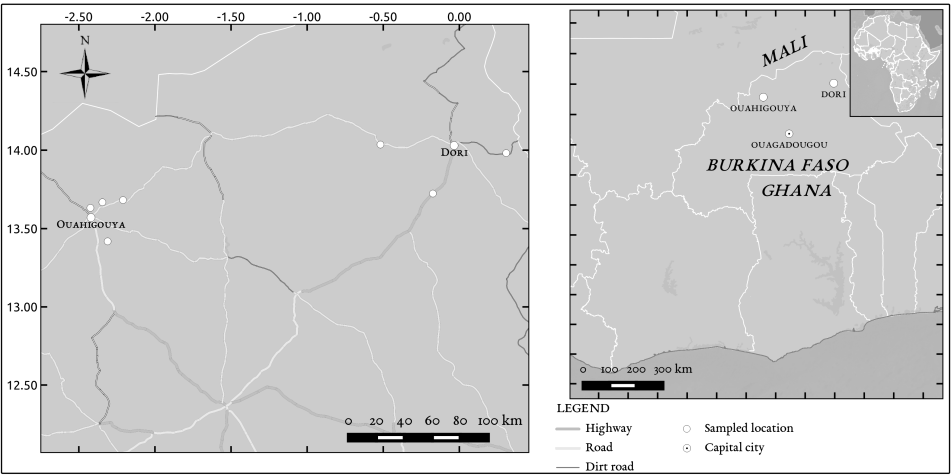 -2.50 -2.00 -1.50 -1.00 -0.50 0.00
N
14.50
14.00
13.50
13.00
12.50
DORI
OUAHIGOUYA
0 20 40 60 80 100 km
MALI
OUAHIGOUYA
DORI
OUAGADOUGOU
BURKINA FASO
GHANA
0 100 200 300 km
LEGEND
Highway
Road
Dirt road
Sampled location
Capital city